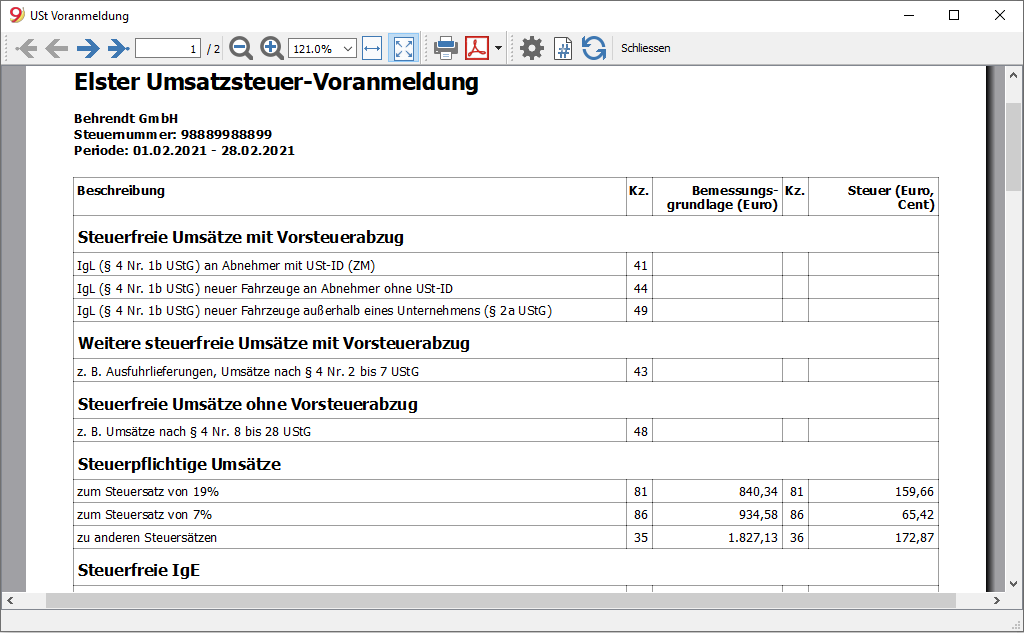 USt Voranmeldung
1 / 2 121.0% Schliessen
Elster Umsatzsteuer-Voranmeldung
Behrendt GmbH
Steuernummer: 98889988899
Periode: 01.02.2021 - 28.02.2021
Beschreibung Kz. Bemessungs- Kz. Steuer (Euro,
grundlage (Euro) Cent)
Steuerfreie Umsätze mit Vorsteuerabzug
IgL (§ 4 Nr. 1b UStG) an Abnehmer mit USt-ID (ZM) 41
IgL (§ 4 Nr. 1b UStG) neuer Fahrzeuge an Abnehmer ohne USt-ID 44
IgL (§ 4 Nr. 1b UStG) neuer Fahrzeuge außerhalb eines Unternehmens (§ 2a UStG) 49
Weitere steuerfreie Umsätze mit Vorsteuerabzug
z. B. Ausfuhrlieferungen, Umsätze nach § 4 Nr. 2 bis 7 UStG 43
Steuerfreie Umsätze ohne Vorsteuerabzug
z. B. Umsätze nach § 4 Nr. 8 bis 28 UStG 48
Steuerpflichtige Umsätze
zum Steuersatz von 19% 81 840,34 81 159,66
zum Steuersatz von 7% 86 934,58 86 65,42
zu anderen Steuersätzen 35 1.827,13 36 172,87
Steuerfreie IgE